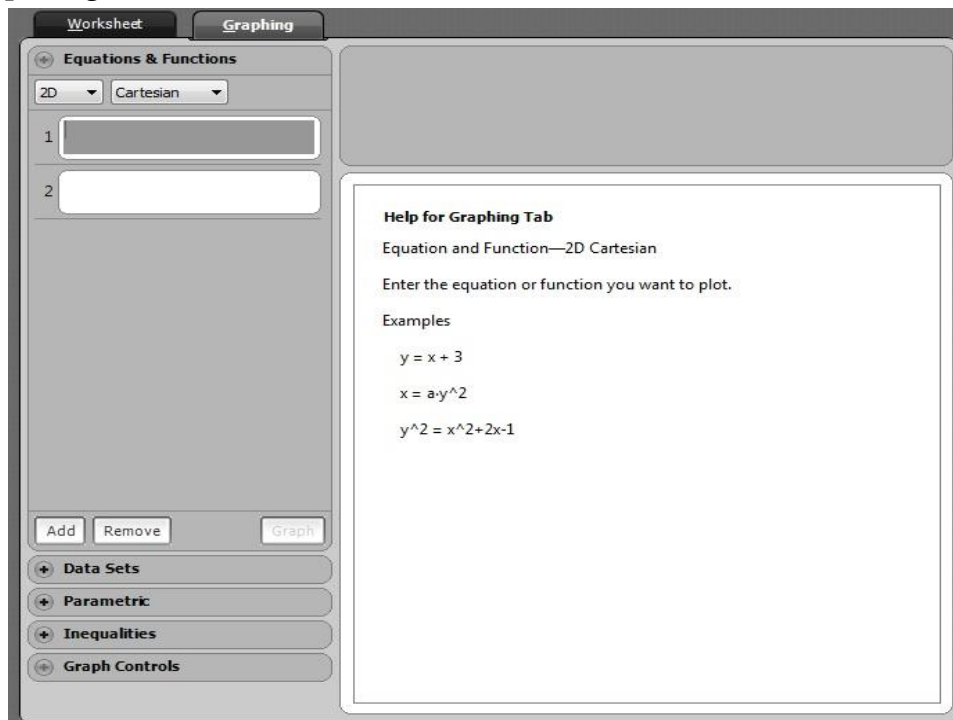 Worksheet Graphing
Equations & Functions
2D Cartesian
1
2
Add Remove Graph
Data Sets
Parametric
Inequalities
Graph Controls
Help for Graphing Tab
Equation and Function—2D Cartesian
Enter the equation or function you want to plot.
Examples
y = x + 3
x = a·y^2
y^2 = x^2+2x-1